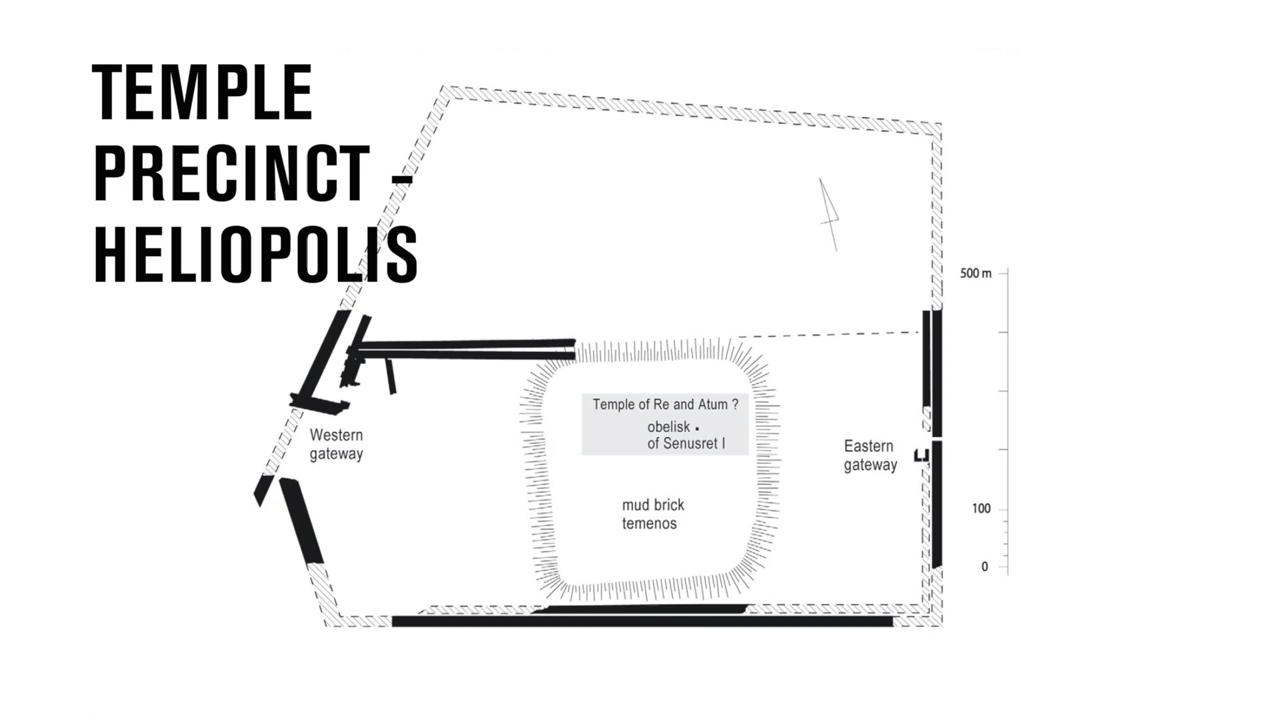 TEMPLE
PRECINCT -
HELIOPOLIS
500 m
Temple of Re and Atum ?
obelisk
of Senusret I
Western
gateway
Eastern
gateway
mud brick
temenos
100
0